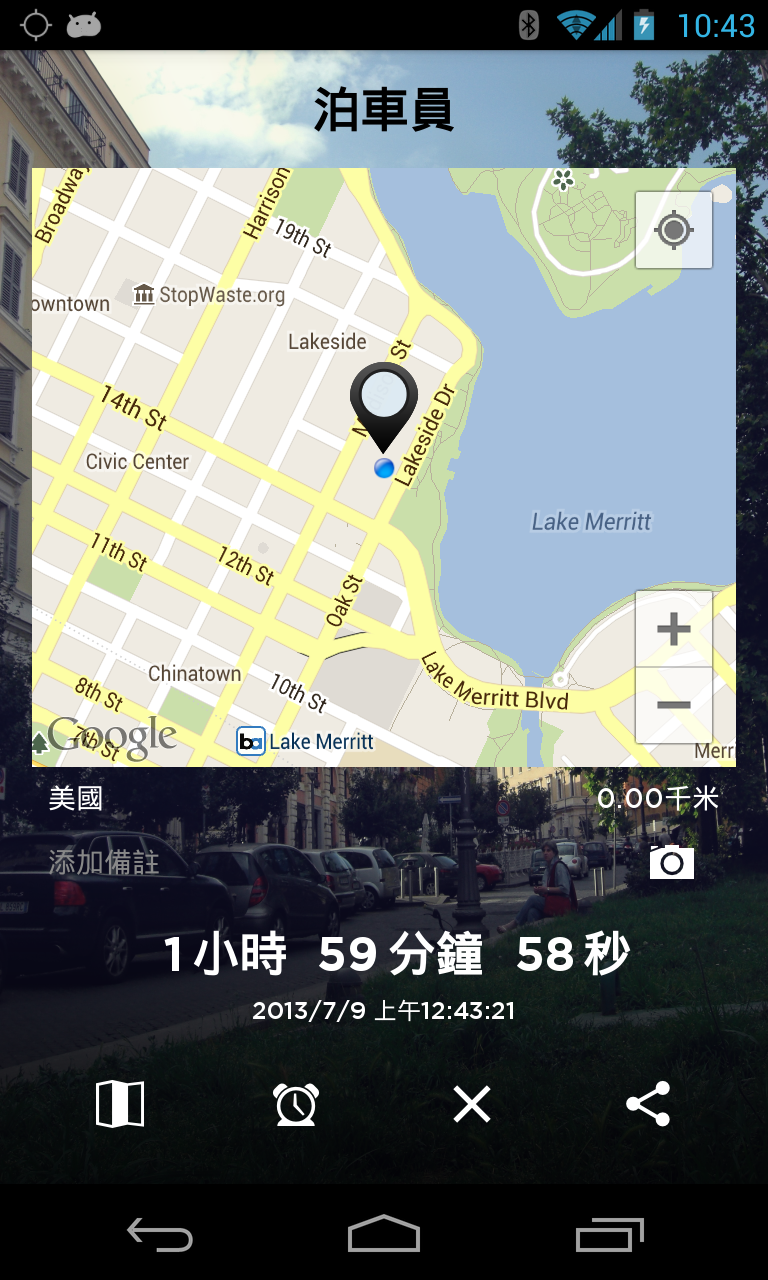 10:43
泊車員
Broadway
Harrison
19th St
StopWaste.org
owntown
Lakeside
St
14th St
Lakeside Dr
Civic Center
Lake Merritt
11th St
12th St
Oak St
Chinatown
Lake Merritt Blvd
8th St
10th St
Google
7th St
ba Lake Merritt
Merri
美國
0.00千米
添加備註
1 小時 59 分鐘 58 秒
2013/7/9 上午12:43:21